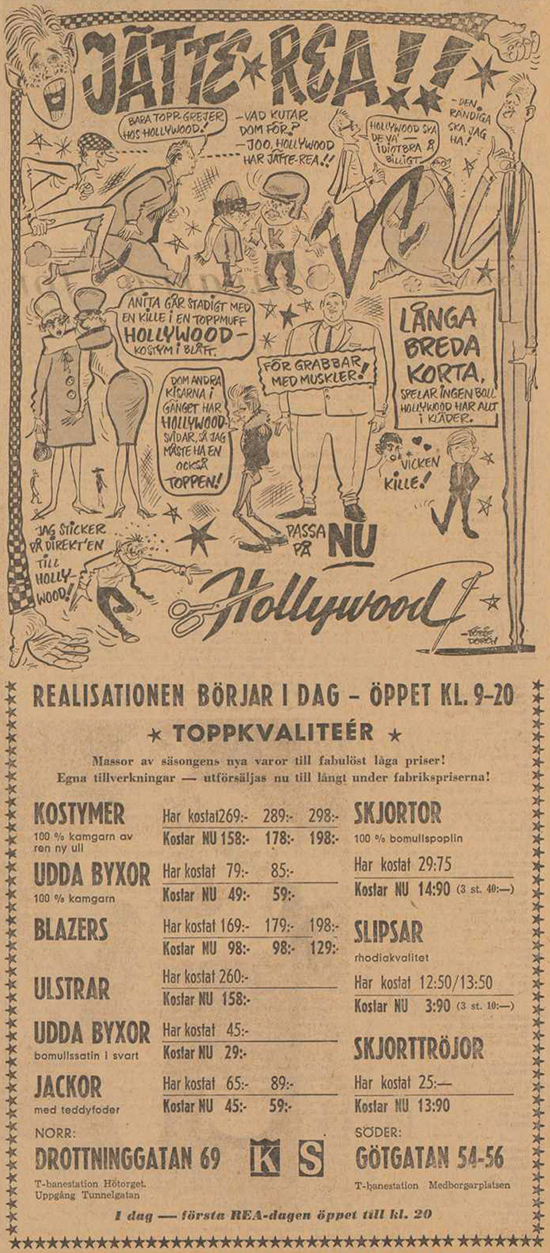 JÄTTE-REA!!
BARA TOPP-GREJER
HOS HOLLYWOOD!
-VAD KUTAR
DOM FÖR?
-JOO, HOLLYWOOD
HAR JÄTTE-REA!!
HOLLYWOOD SKA
DE VA -
IDIOTBRA &
BILLIGT-
-DEN
RANDIGA
SKA JAG
HA!
K
ANITA GÅR STADIGT MED
EN KILLE I EN TOPPMUFF
HOLLYWOOD-
KOSTYM I BLÅTT.
DOM ANDRA
KISARNA I
GÄNGET HAR
HOLLYWOOD-
SVIDAR, SÅ JAG
MÅSTE HA EN
OCKSÅ
TOPPEN!
FÖR GRABBAR
MED MUSKLER!
LÅNGA
BREDA
KORTA,
SPELAR INGEN ROLL
HOLLYWOOD HAR ALLT
I KLÄDER.
VICKEN
KILLE!
JAG STICKER
PÅ DIREKT'EN
TILL
HOLLY-
WOOD!
PASSA
PÅ NU
Hollywood
REALISATIONEN BÖRJAR I DAG – ÖPPET KL. 9–20
TOPPKVALITEÉR
Massor av säsongens nya varor till fabulöst låga priser!
Egna tillverkningar — utförsäljas nu till långt under fabrikspriserna!
KOSTYMER
100 % kamgarn av
ren ny ull
Har kostat 269:- 289:- 298:-
Kostar NU 158:- 178:- 198:-
UDDA BYXOR
100 % kamgarn
Har kostat 79:- 85:-
Kostar NU 49:- 59:-
BLAZERS
Har kostat 169:- 179:- 198:-
Kostar NU 98:- 98:- 129:-
ULSTRAR
Har kostat 260:-
Kostar NU 158:-
UDDA BYXOR
bomullssatin i svart
Har kostat 45:-
Kostar NU 29:-
JACKOR
med teddyfoder
Har kostat 65:- 89:-
Kostar NU 45:- 59:-
SKJORTOR
100 % bomullspoplin
Har kostat 29:75
Kostar NU 14:90 (3 st. 40:—)
SLIPSAR
rhodiakvalitet
Har kostat 12:50/13:50
Kostar NU 3:90 (3 st. 10:—)
SKJORTTRÖJOR
Har kostat 25:—
Kostar NU 13:90
NORR:
DROTTNINGGATAN 69
T-banestation Hötorget.
Uppgång Tunnelgatan
K S
SÖDER:
GÖTGATAN 54-56
T-banestation Medborgarplatsen
I dag — första REA-dagen öppet till kl. 20